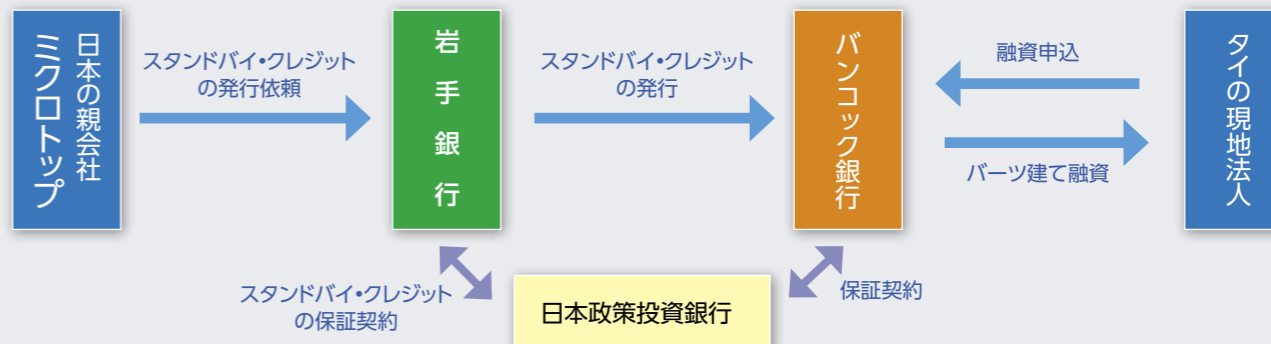 日本の親会社
ミクロトップ
スタンドバイ・クレジット
の発行依頼
岩手銀行
スタンドバイ・クレジット
の発行
バンコック銀行
融資申込
バーツ建て融資
タイの現地法人
スタンドバイ・クレジット
の保証契約
日本政策投資銀行
保証契約